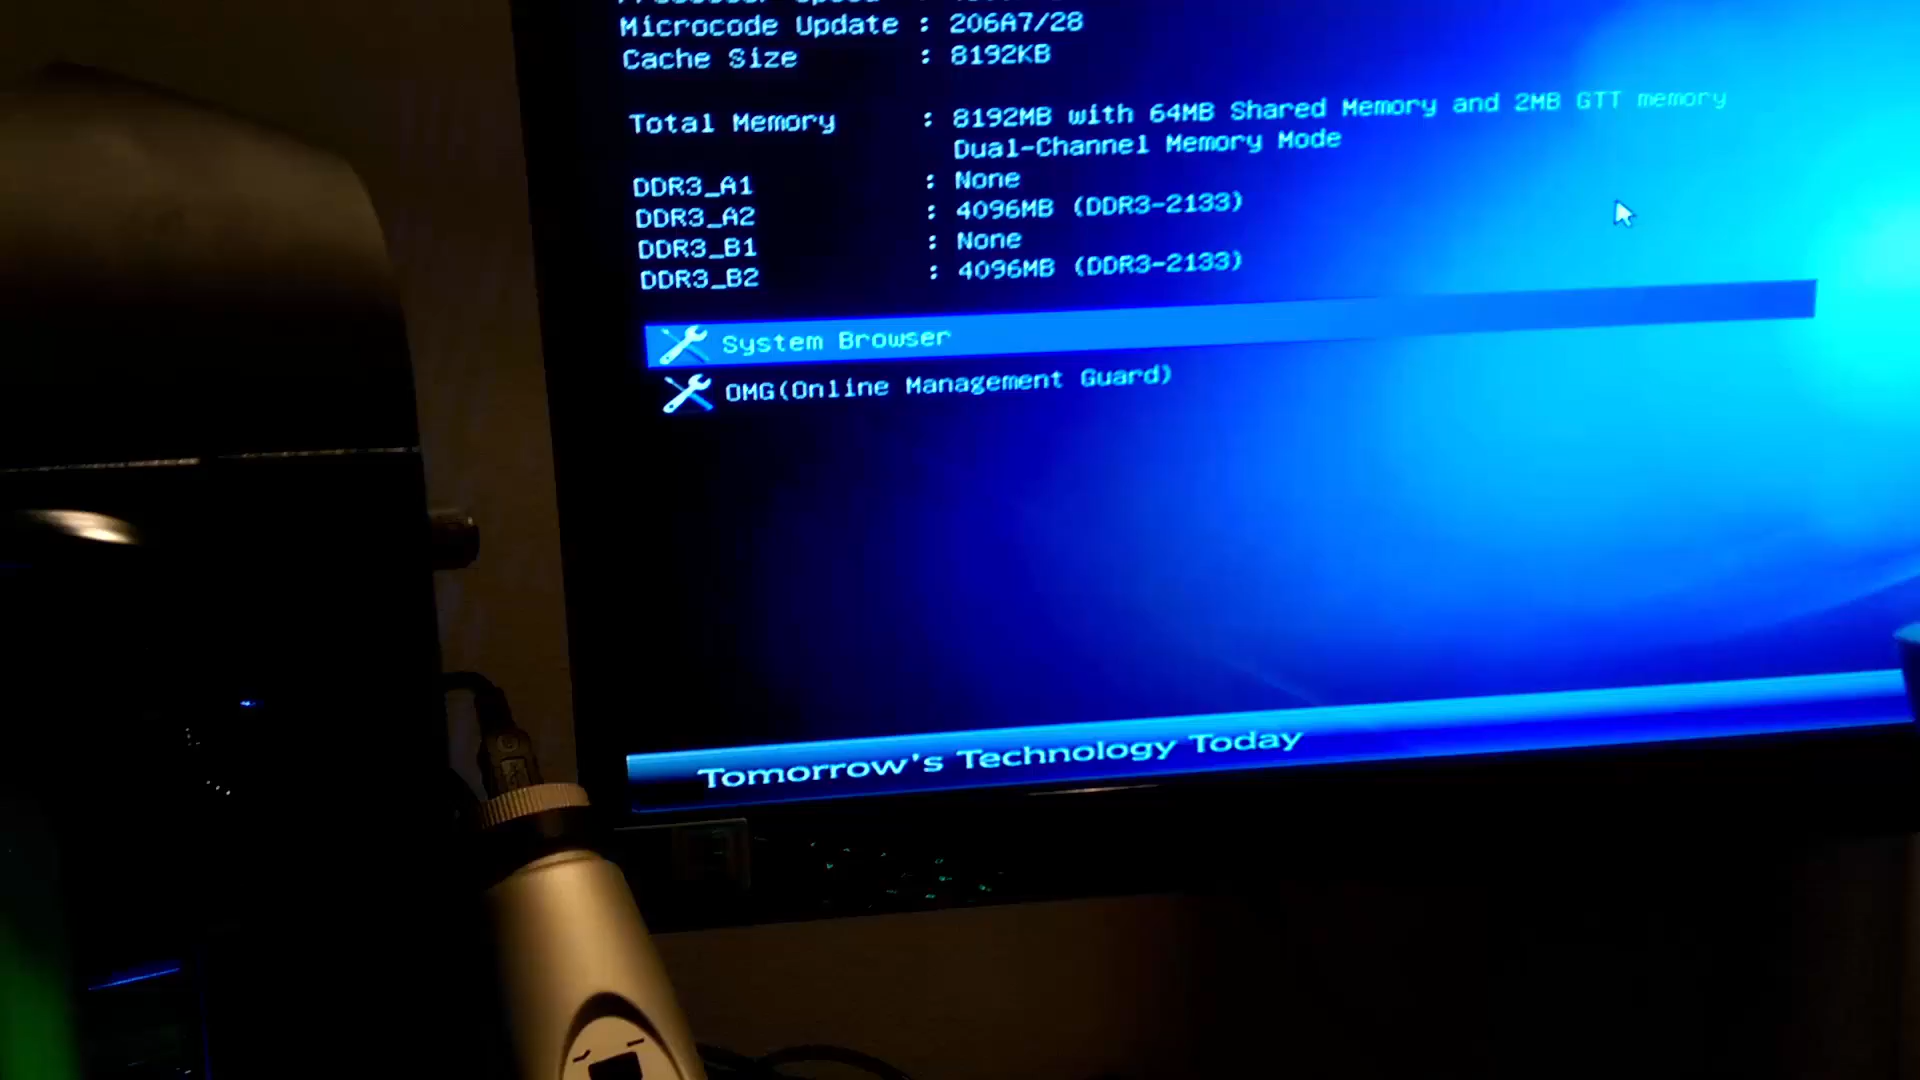 Microcode Update : 206A7/28
Cache Size : 8192KB
Total Memory : 8192MB with 64MB Shared Memory and 2MB GTT memory
Dual-Channel Memory Mode
DDR3_A1 : None
DDR3_A2 : 4096MB (DDR3-2133)
DDR3_B1 : None
DDR3_B2 : 4096MB (DDR3-2133)
System Browser
OMG(Online Management Guard)
Tomorrow's Technology Today